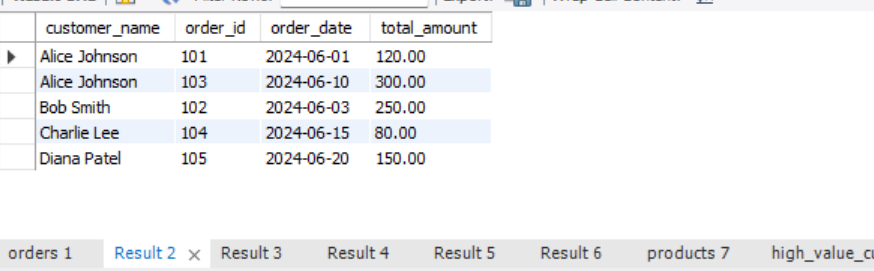 customer_name order_id order_date total_amount
Alice Johnson 101 2024-06-01 120.00
Alice Johnson 103 2024-06-10 300.00
Bob Smith 102 2024-06-03 250.00
Charlie Lee 104 2024-06-15 80.00
Diana Patel 105 2024-06-20 150.00
orders 1 Result 2 Result 3 Result 4 Result 5 Result 6 products 7 high_value_cu